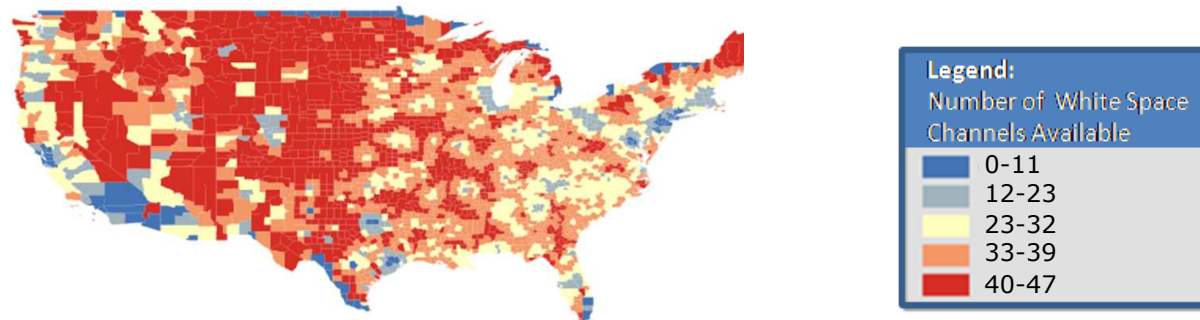 Legend:
Number of White Space
Channels Available
0-11
12-23
23-32
33-39
40-47